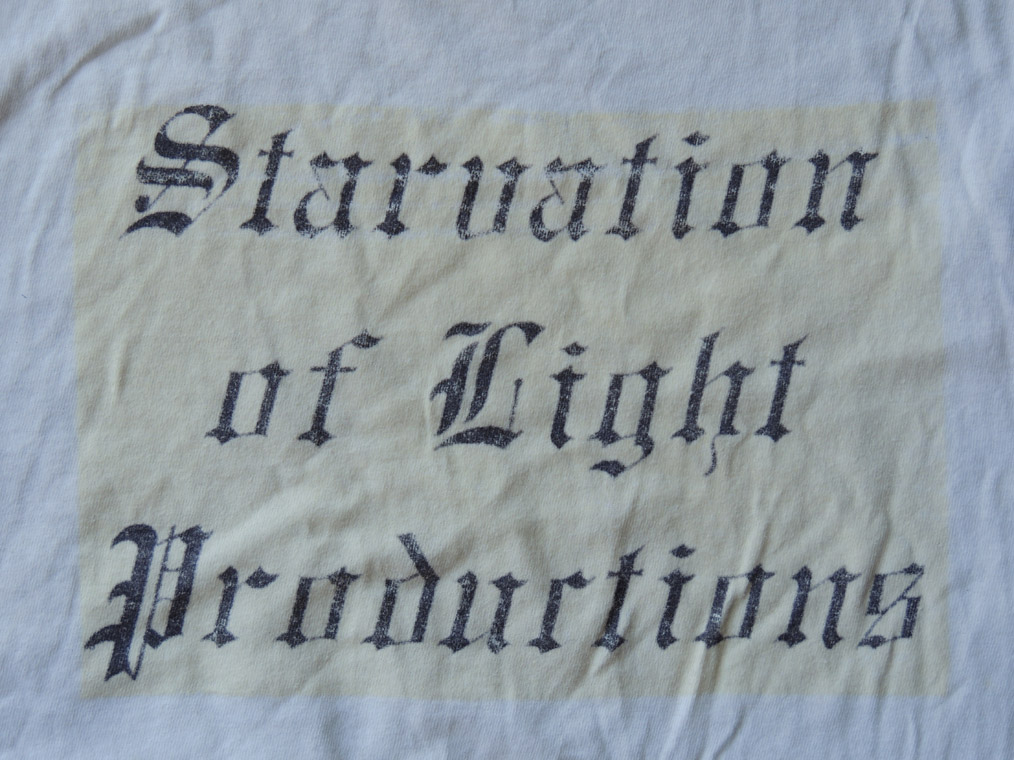 Starvation
of Light
Productions